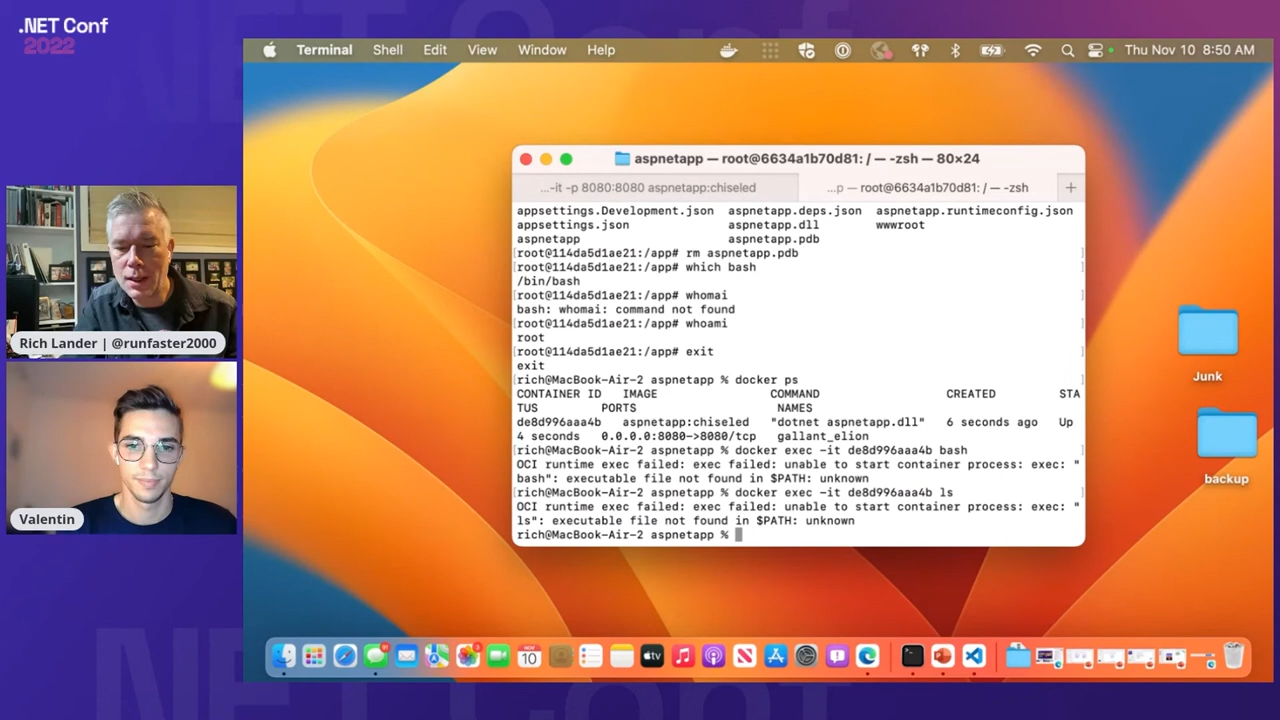 .NET Conf
2022
Terminal Shell Edit View Window Help
Thu Nov 10 8:50 AM
aspnetapp — root@6634a1b70d81: / — -zsh — 80×24
...-it -p 8080:8080 aspnetapp:chiseled
...p — root@6634a1b70d81: / — -zsh
appsettings.Development.json aspnetapp.deps.json aspnetapp.runtimeconfig.json
appsettings.json aspnetapp.dll wwwroot
aspnetapp aspnetapp.pdb
[root@114da5d1ae21:/app# rm aspnetapp.pdb ]
[root@114da5d1ae21:/app# which bash ]
/bin/bash
[root@114da5d1ae21:/app# whomai ]
bash: whomai: command not found
[root@114da5d1ae21:/app# whoami ]
root
[root@114da5d1ae21:/app# exit ]
exit
[rich@MacBook-Air-2 aspnetapp % docker ps ]
CONTAINER ID IMAGE COMMAND CREATED STA
TUS PORTS NAMES
de8d996aaa4b aspnetapp:chiseled "dotnet aspnetapp.dll" 6 seconds ago Up
4 seconds 0.0.0.0:8080->8080/tcp gallant_elion
[rich@MacBook-Air-2 aspnetapp % docker exec -it de8d996aaa4b bash ]
OCI runtime exec failed: exec failed: unable to start container process: exec: "
bash": executable file not found in $PATH: unknown
[rich@MacBook-Air-2 aspnetapp % docker exec -it de8d996aaa4b ls ]
OCI runtime exec failed: exec failed: unable to start container process: exec: "
ls": executable file not found in $PATH: unknown
rich@MacBook-Air-2 aspnetapp %
Junk
backup
Rich Lander | @runfaster2000
Valentin
NOV
10
tv